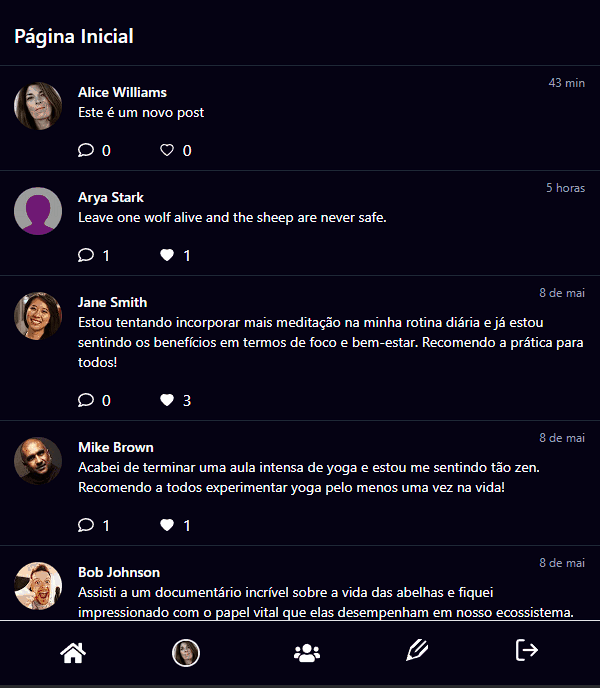 Página Inicial
Alice Williams
43 min
Este é um novo post
0 0
Arya Stark
5 horas
Leave one wolf alive and the sheep are never safe.
1 1
Jane Smith
8 de mai
Estou tentando incorporar mais meditação na minha rotina diária e já estou
sentindo os benefícios em termos de foco e bem-estar. Recomendo a prática para
todos!
0 3
Mike Brown
8 de mai
Acabei de terminar uma aula intensa de yoga e estou me sentindo tão zen.
Recomendo a todos experimentar yoga pelo menos uma vez na vida!
1 1
Bob Johnson
8 de mai
Assisti a um documentário incrível sobre a vida das abelhas e fiquei
impressionado com o papel vital que elas desempenham em nosso ecossistema.